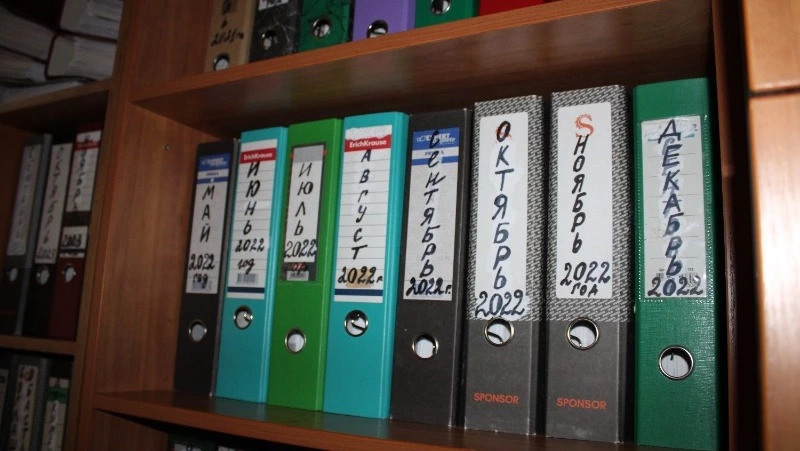 МАЙ
2022
год
ErichKrause
ИЮНЬ
2022
год
ИЮЛЬ
2022
ErichKrause
АВГУСТ
2022г.
СЕНТЯБРЬ
2022г.
ОКТЯБРЬ
2022
SPONSOR
S
НОЯБРЬ
2022
год
SPONSOR
ДЕКАБРЬ
2022